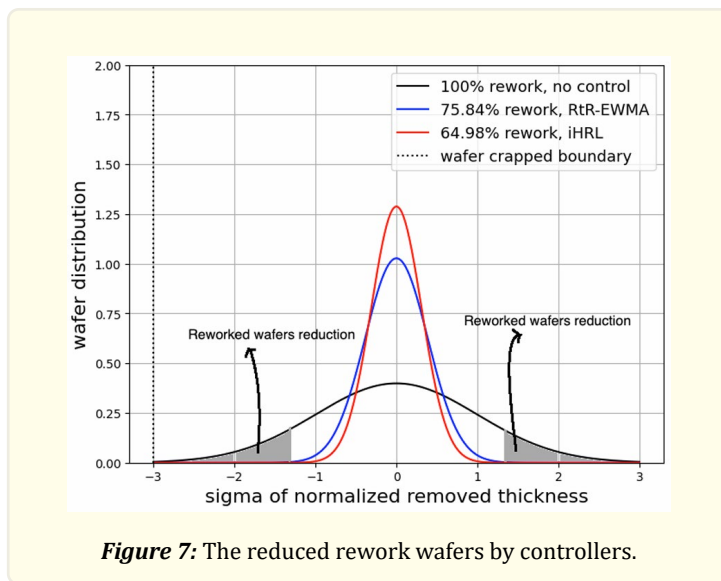 2.00
1.75
1.50
1.25
1.00
0.75
0.50
0.25
0.00
wafer distribution
100% rework, no control
75.84% rework, RtR-EWMA
64.98% rework, iHRL
wafer crapped boundary
Reworked wafers reduction
Reworked wafers reduction
−3 −2 −1 0 1 2 3
sigma of normalized removed thickness
Figure 7: The reduced rework wafers by controllers.